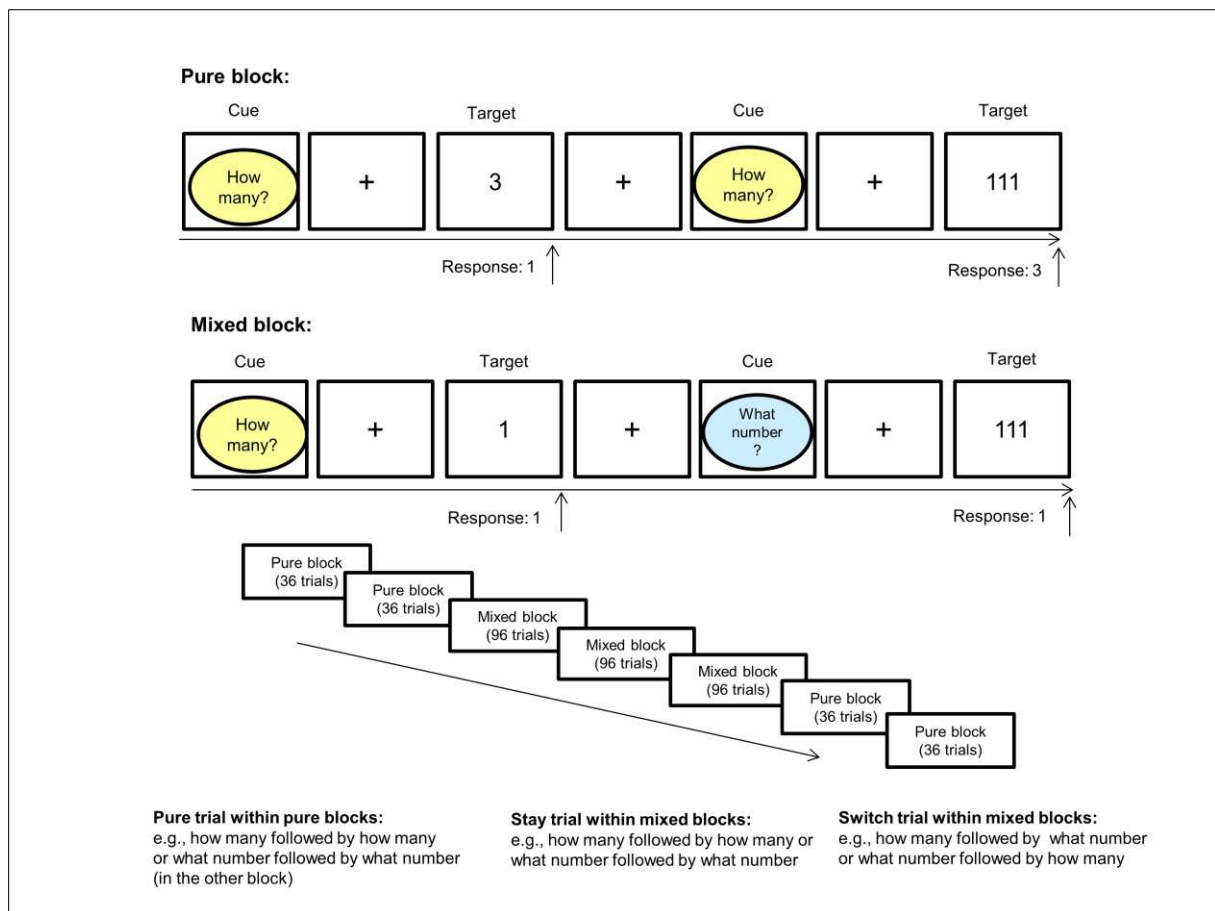 Pure block:
Cue Target Cue Target
How many? + 3 + How many? + 111
Response: 1 Response: 3
Mixed block:
Cue Target Cue Target
How many? + 1 + What number ? + 111
Response: 1 Response: 1
Pure block
(36 trials)
Pure block
(36 trials)
Mixed block
(96 trials)
Mixed block
(96 trials)
Mixed block
(96 trials)
Pure block
(36 trials)
Pure block
(36 trials)
Pure trial within pure blocks:
e.g., how many followed by how many
or what number followed by what number
(in the other block)
Stay trial within mixed blocks:
e.g., how many followed by how many or
what number followed by what number
Switch trial within mixed blocks:
e.g., how many followed by what number
or what number followed by how many